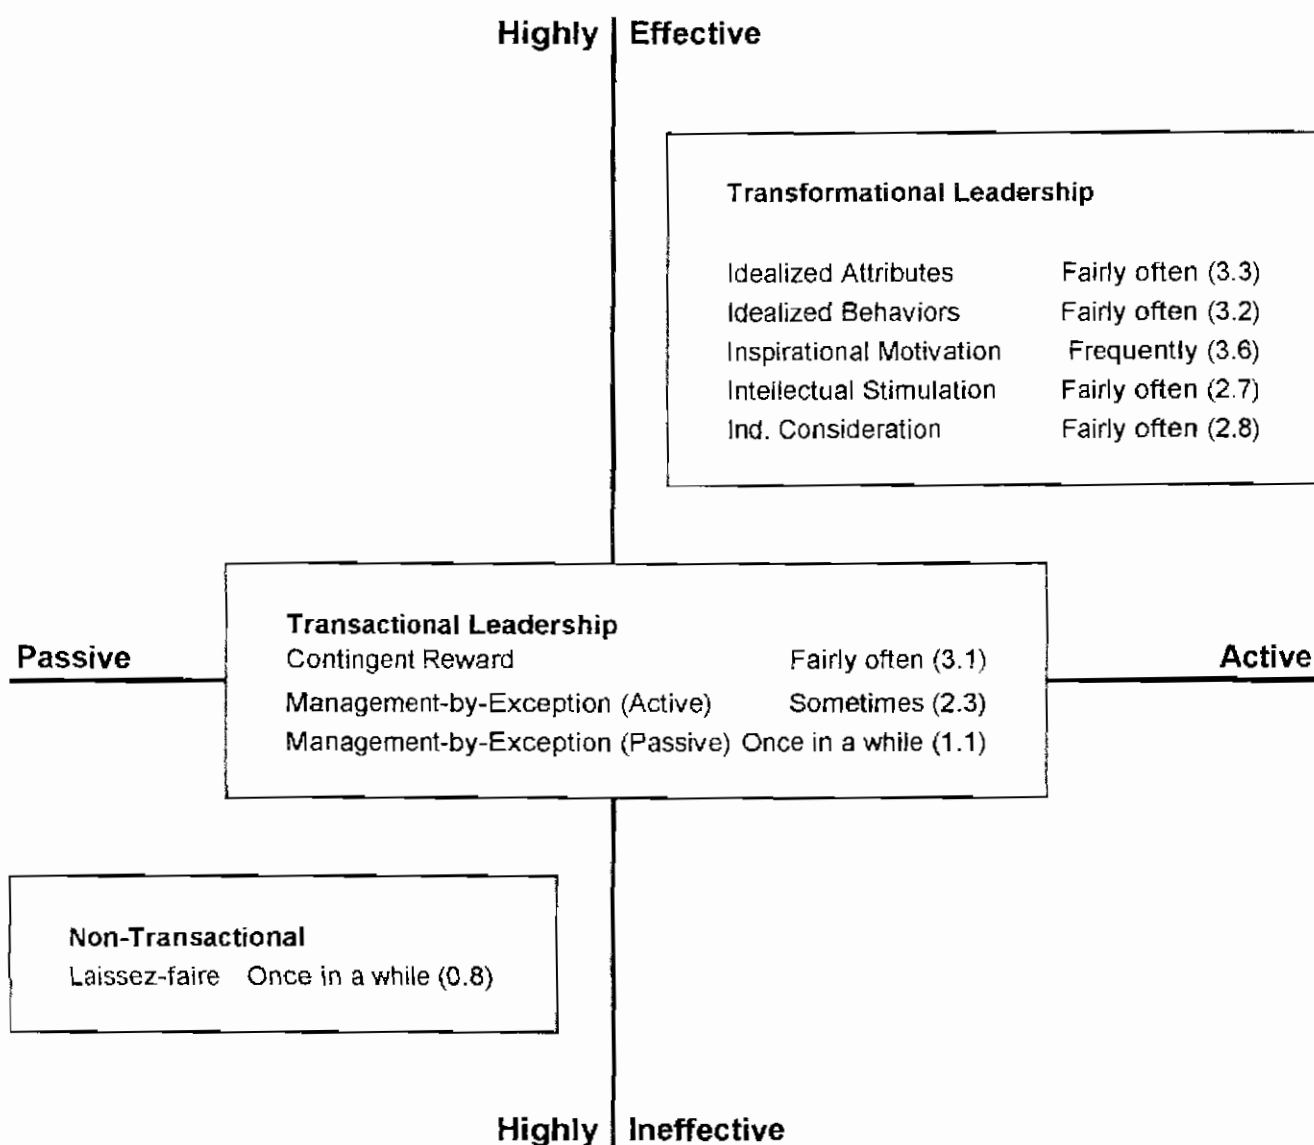 Highly Effective
Transformational Leadership
Idealized Attributes Fairly often (3.3)
Idealized Behaviors Fairly often (3.2)
Inspirational Motivation Frequently (3.6)
Intellectual Stimulation Fairly often (2.7)
Ind. Consideration Fairly often (2.8)
Transactional Leadership
Passive Contingent Reward Fairly often (3.1) Active
Management-by-Exception (Active) Sometimes (2.3)
Management-by-Exception (Passive) Once in a while (1.1)
Non-Transactional
Laissez-faire Once in a while (0.8)
Highly Ineffective